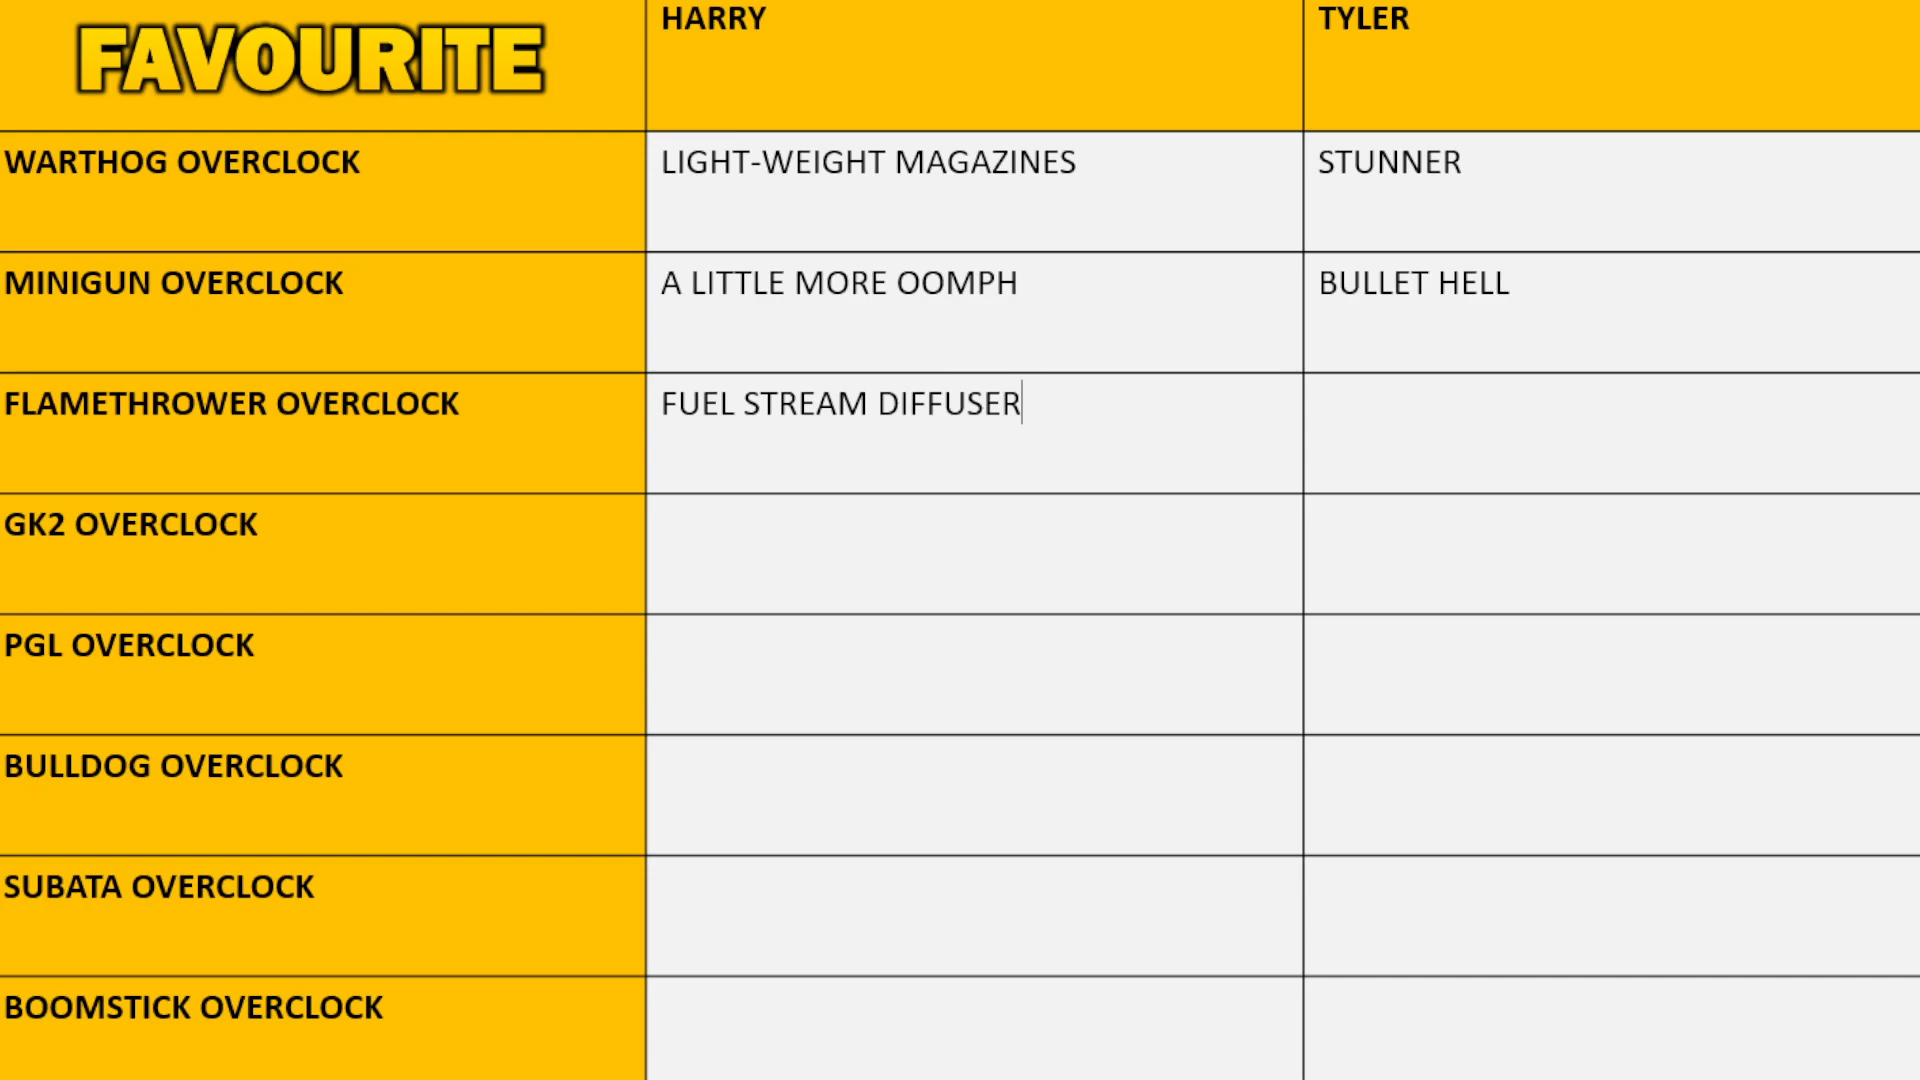 FAVOURITE HARRY TYLER
WARTHOG OVERCLOCK LIGHT-WEIGHT MAGAZINES STUNNER
MINIGUN OVERCLOCK A LITTLE MORE OOMPH BULLET HELL
FLAMETHROWER OVERCLOCK FUEL STREAM DIFFUSER
GK2 OVERCLOCK
PGL OVERCLOCK
BULLDOG OVERCLOCK
SUBATA OVERCLOCK
BOOMSTICK OVERCLOCK